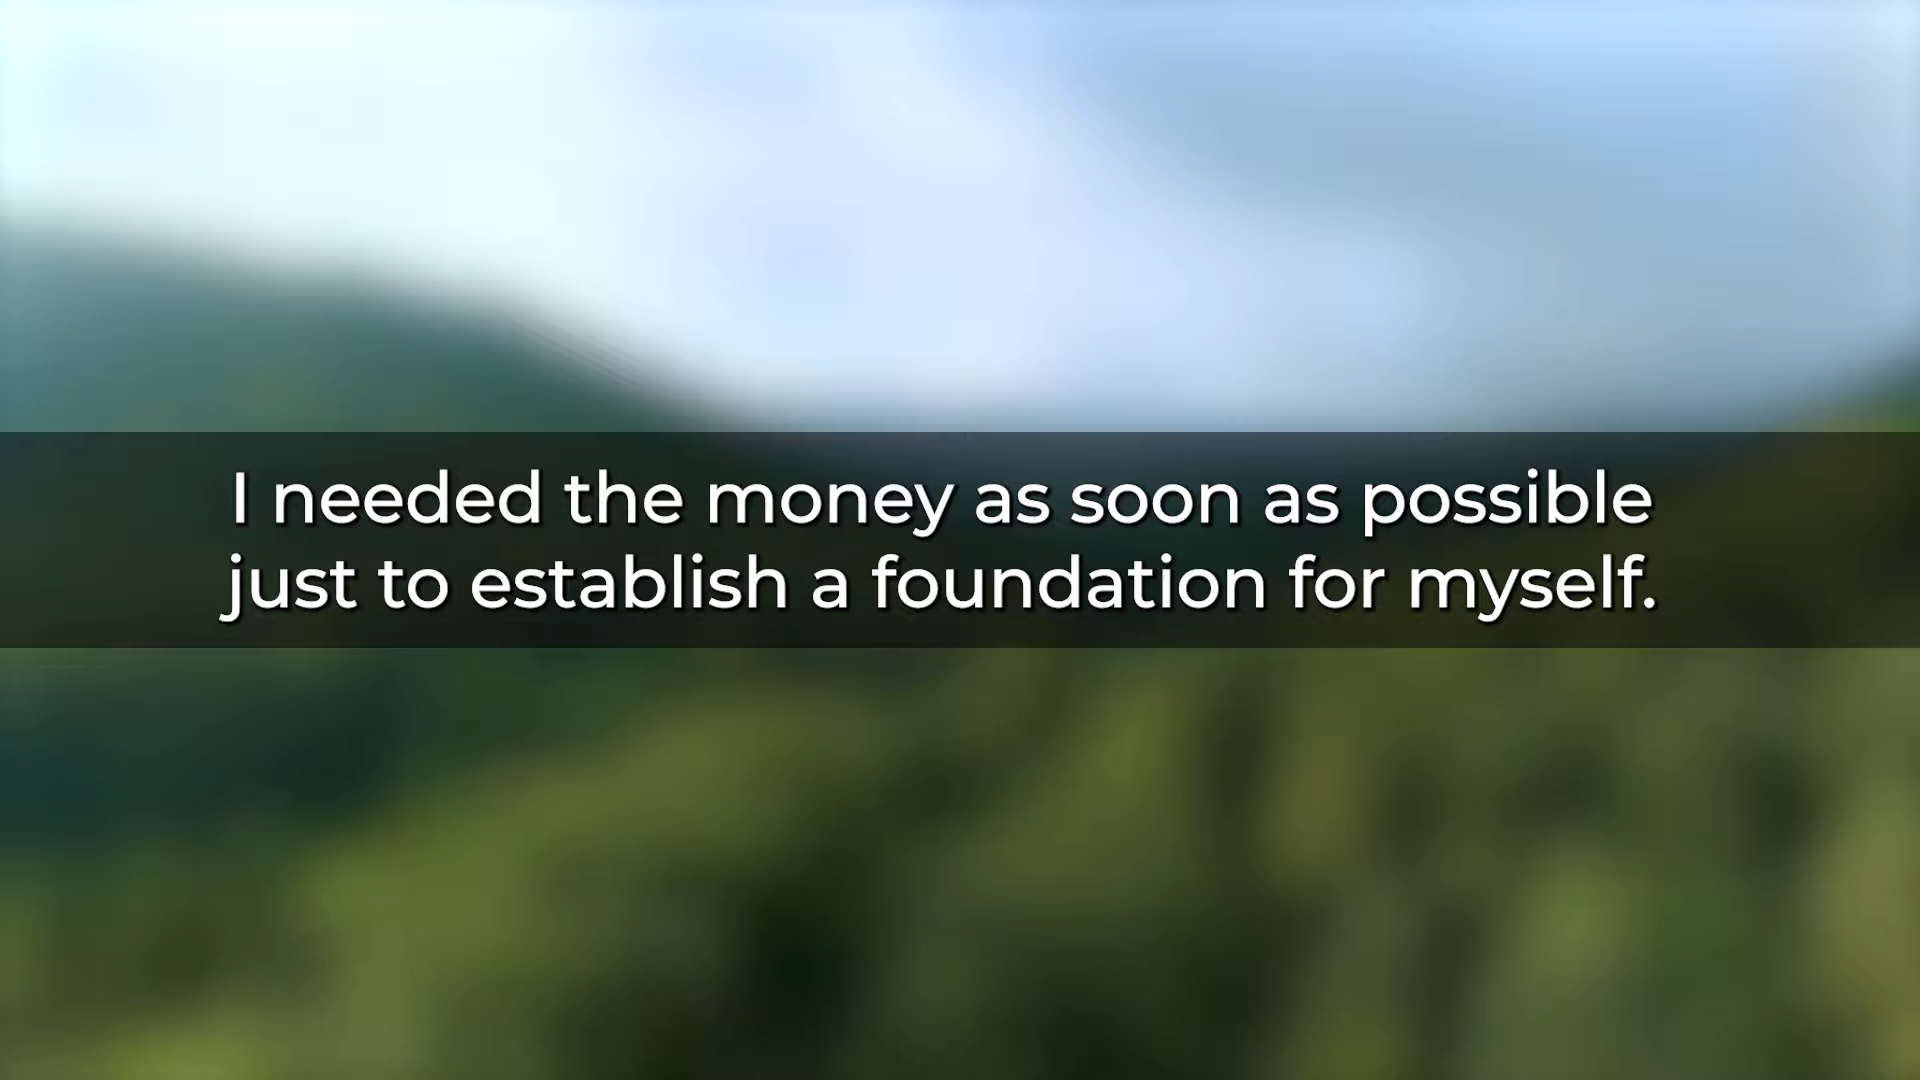 I needed the money as soon as possible
just to establish a foundation for myself.